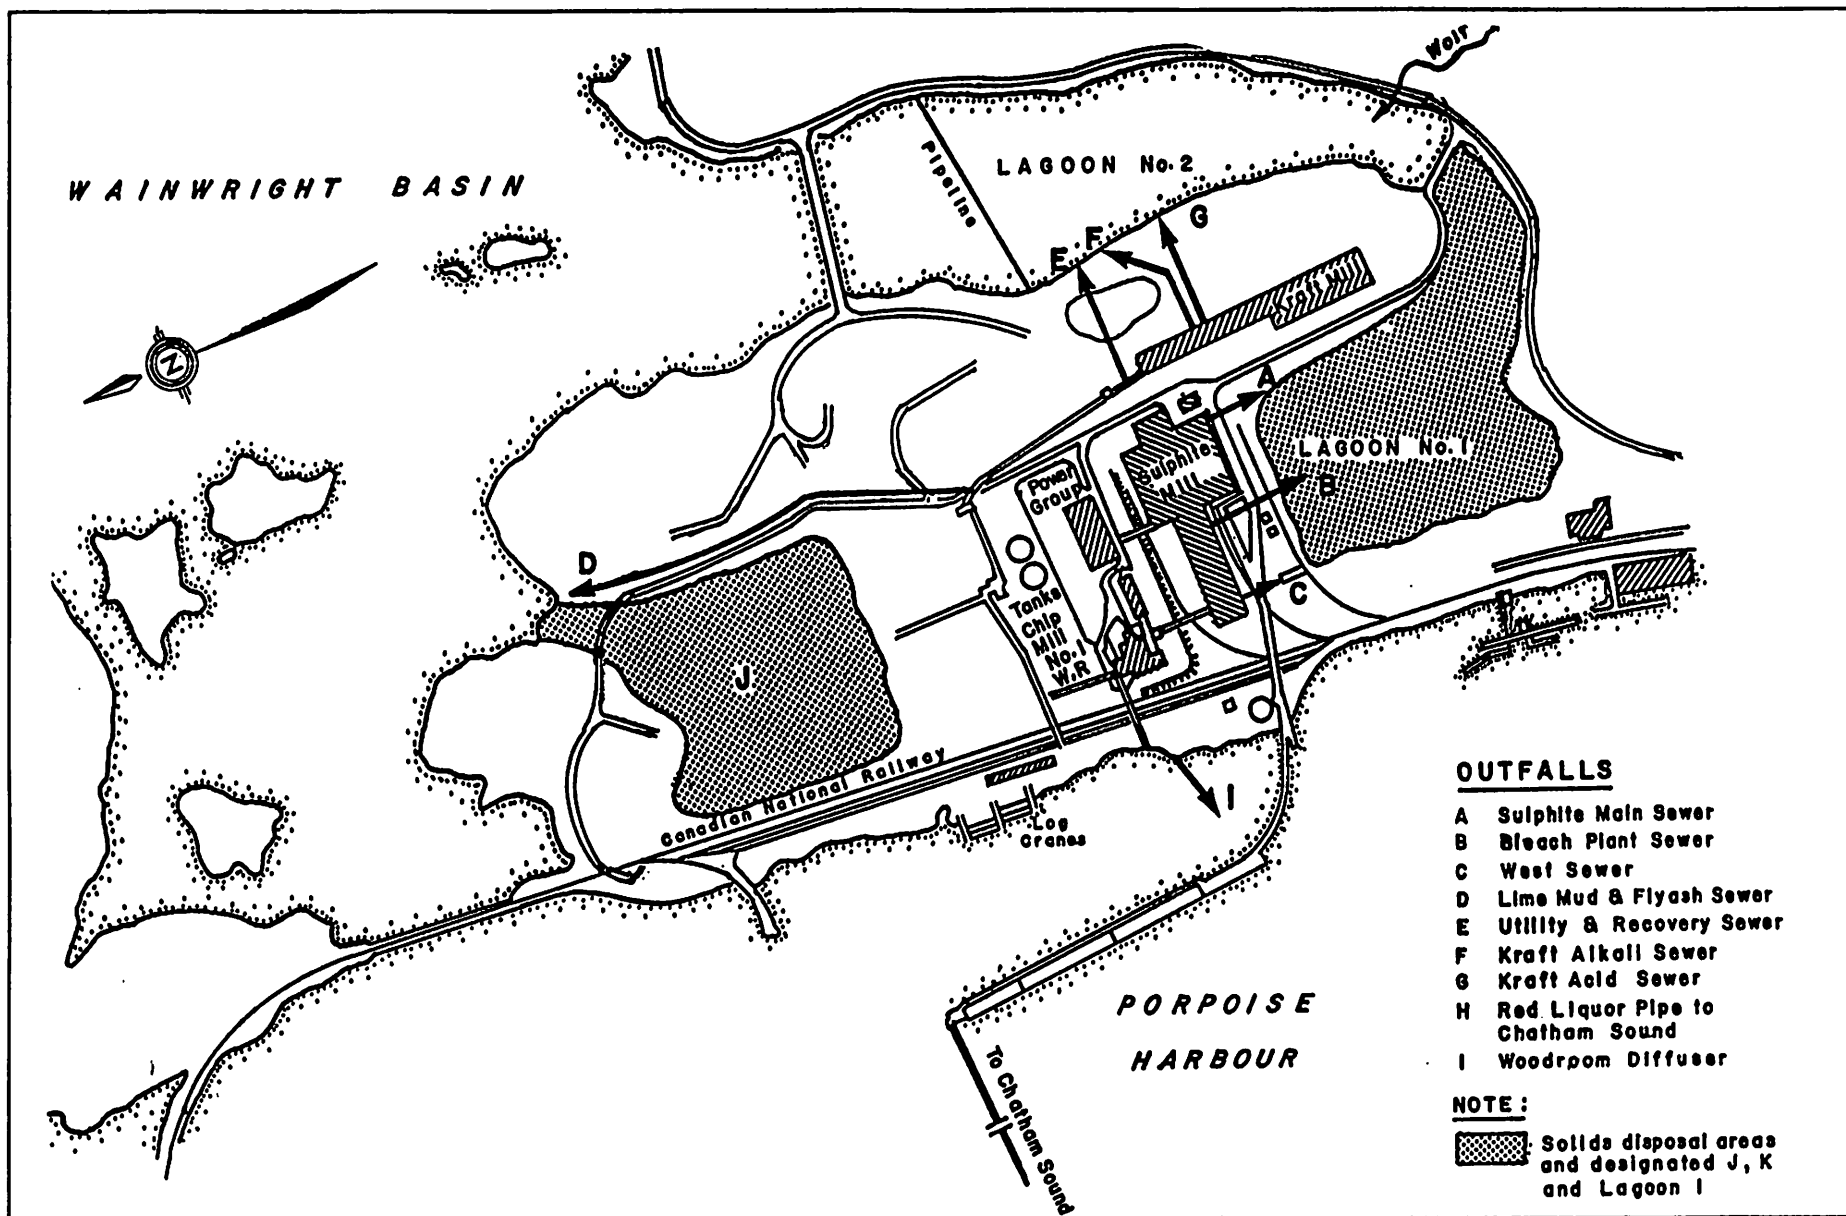 Weir
WAINWRIGHT BASIN
Pipeline
LAGOON No. 2
G
F
E
Kraft Mill
A
N
LAGOON No. 1
B
Sulphite
Mill
Power
Group
D
C
Tanks
Chip
Mill
No. 1
W.R
J
Canadian National Railway
Log
Cranes
I
PORPOISE
HARBOUR
To Chatham Sound
OUTFALLS
A Sulphite Main Sewer
B Bleach Plant Sewer
C West Sewer
D Lime Mud & Flyash Sewer
E Utility & Recovery Sewer
F Kraft Alkali Sewer
G Kraft Acid Sewer
H Red Liquor Pipe to
Chatham Sound
I Woodroom Diffuser
NOTE:
Solids disposal areas
and designated J, K
and Lagoon I